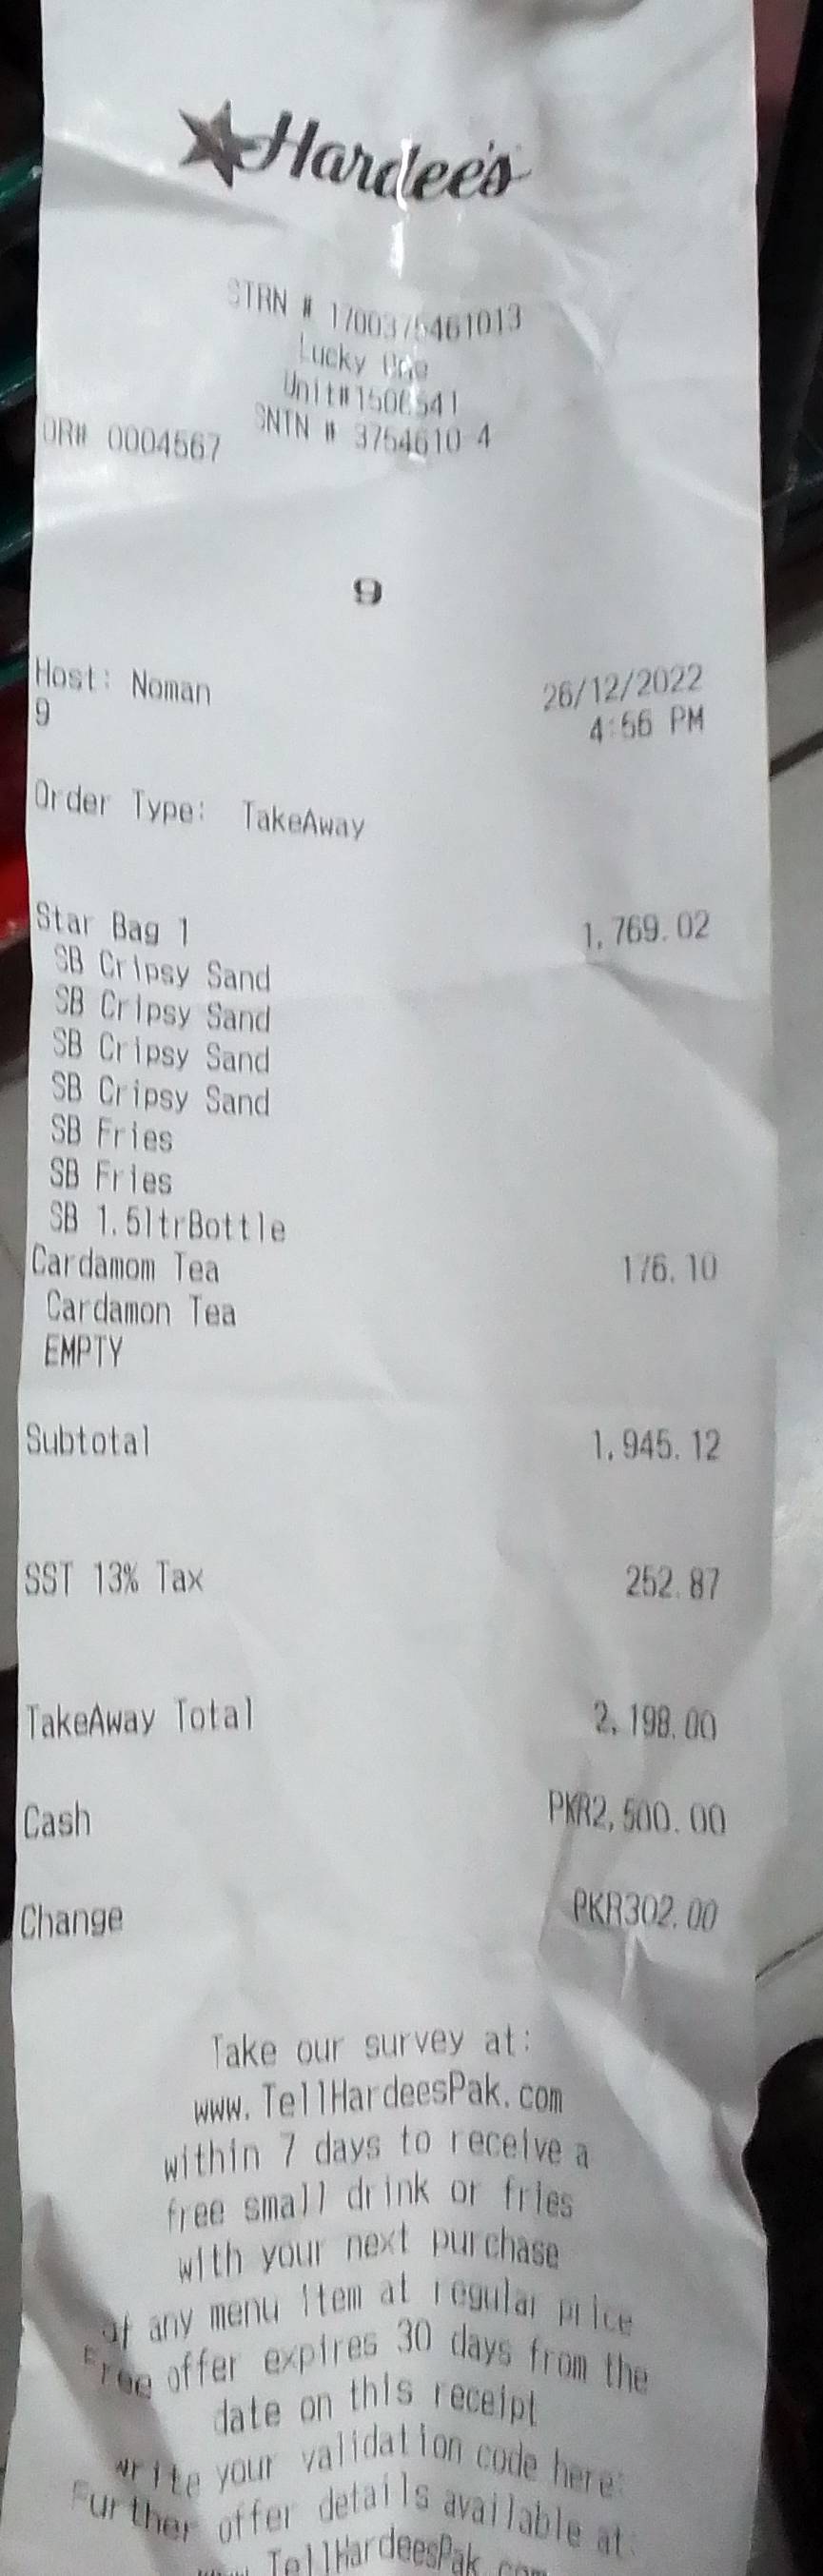 Hardee's
STRN # 1700375461013
Lucky One
Unit#1506541
SNTN # 3754610-4
OR# 0004567
9
Host: Noman
26/12/2022
9
4:56 PM
Order Type: TakeAway
Star Bag 1 1,769.02
SB Cripsy Sand
SB Cripsy Sand
SB Cripsy Sand
SB Cripsy Sand
SB Fries
SB Fries
SB 1.5ltrBottle
Cardamom Tea 176.10
Cardamon Tea
EMPTY
Subtotal 1,945.12
SST 13% Tax 252.87
TakeAway Total 2,198.00
Cash PKR2,500.00
Change PKR302.00
Take our survey at:
www.TellHardeesPak.com
within 7 days to receive a
free small drink or fries
with your next purchase
of any menu item at regular price
Free offer expires 30 days from the
date on this receipt
write your validation code here:
Further offer details available at:
www.TellHardeesPak.com